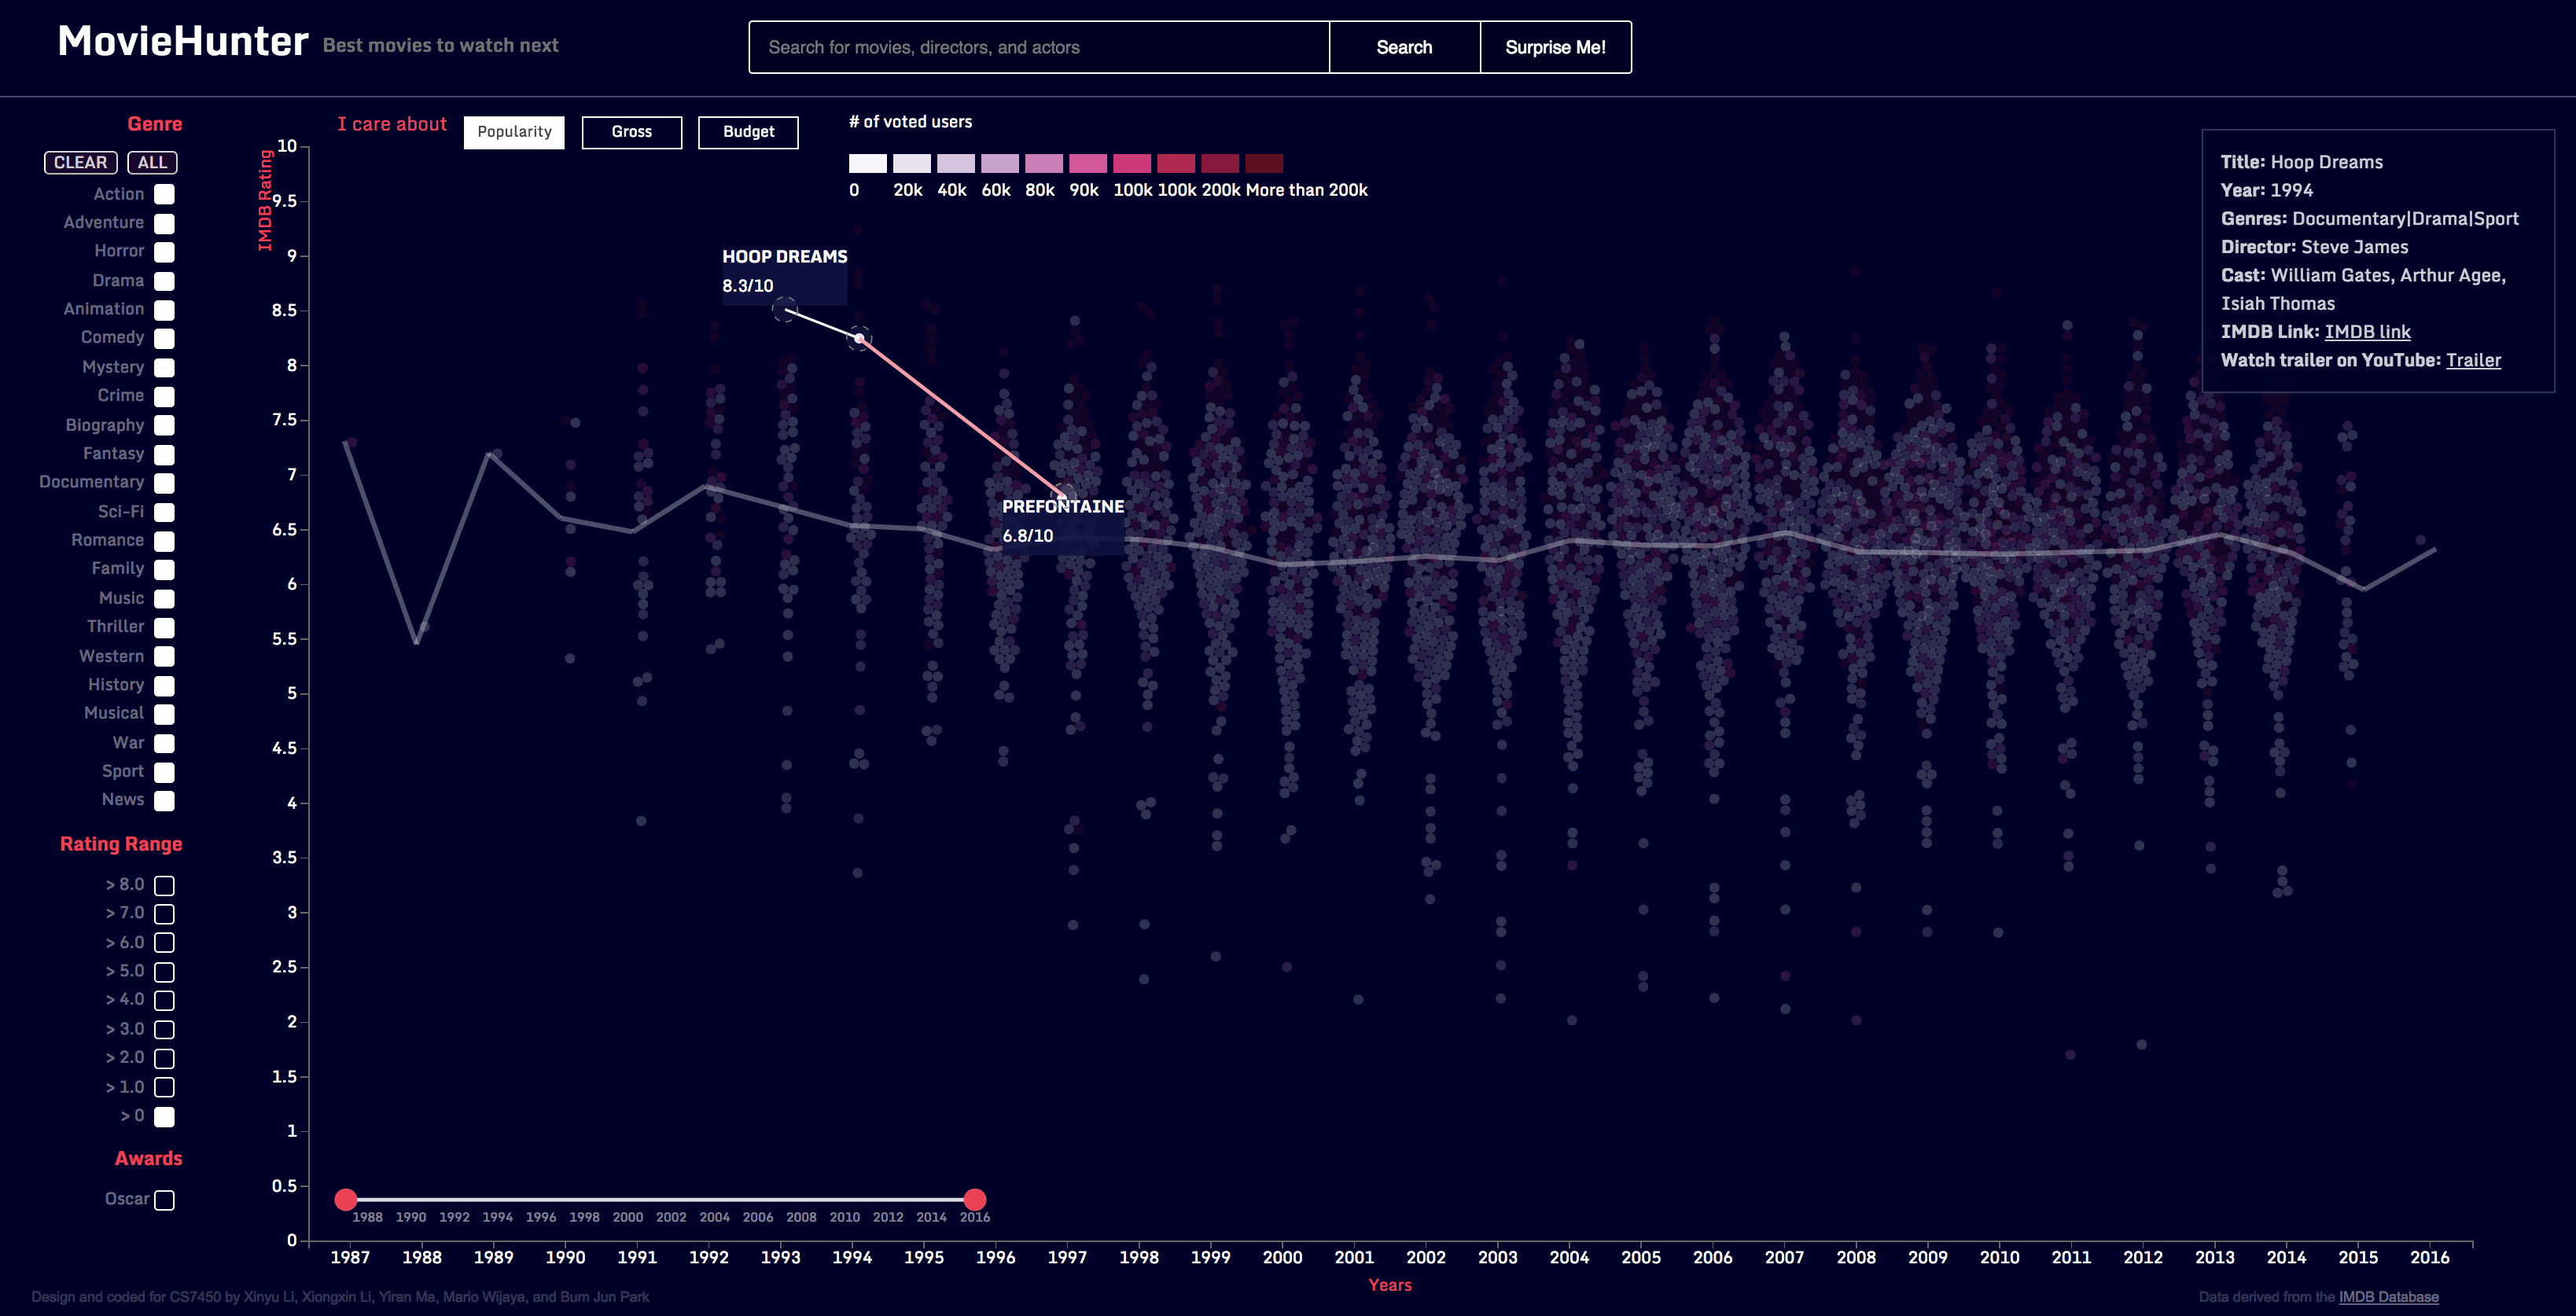 MovieHunter Best movies to watch next
Search for movies, directors, and actors Search Surprise Me!
Genre
CLEAR ALL
Action
Adventure
Horror
Drama
Animation
Comedy
Mystery
Crime
Biography
Fantasy
Documentary
Sci-Fi
Romance
Family
Music
Thriller
Western
History
Musical
War
Sport
News
Rating Range
> 8.0
> 7.0
> 6.0
> 5.0
> 4.0
> 3.0
> 2.0
> 1.0
> 0
Awards
Oscar
I care about Popularity Gross Budget
# of voted users
0 20k 40k 60k 80k 90k 100k 100k 200k More than 200k
IMDB Rating
10
9.5
9
8.5
8
7.5
7
6.5
6
5.5
5
4.5
4
3.5
3
2.5
2
1.5
1
0.5
0
HOOP DREAMS
8.3/10
PREFONTAINE
6.8/10
Title: Hoop Dreams
Year: 1994
Genres: Documentary|Drama|Sport
Director: Steve James
Cast: William Gates, Arthur Agee,
Isiah Thomas
IMDB Link: IMDB link
Watch trailer on YouTube: Trailer
1988 1990 1992 1994 1996 1998 2000 2002 2004 2006 2008 2010 2012 2014 2016
1987 1988 1989 1990 1991 1992 1993 1994 1995 1996 1997 1998 1999 2000 2001 2002 2003 2004 2005 2006 2007 2008 2009 2010 2011 2012 2013 2014 2015 2016
Years
Design and coded for CS7450 by Xinyu Li, Xiongxin Li, Yiran Ma, Mario Wijaya, and Bum Jun Park
Data derived from the IMDB Database